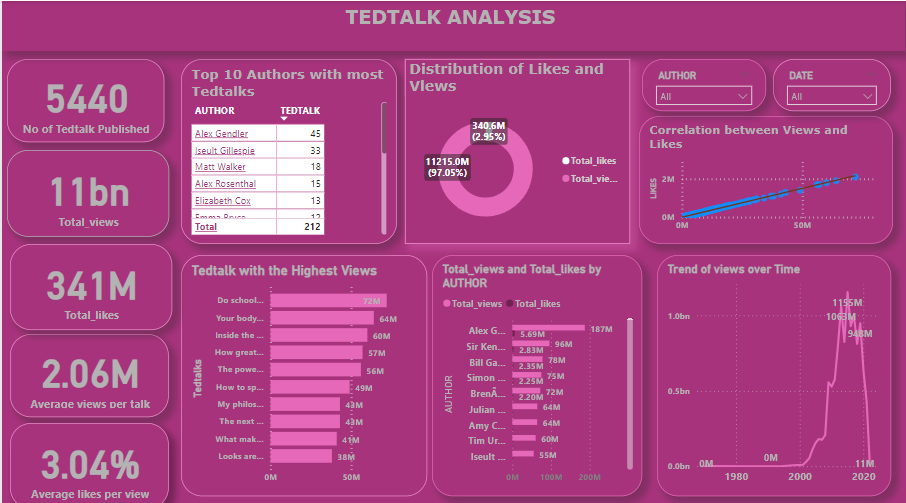 TEDTALK ANALYSIS
5440
No of Tedtalk Published
11bn
Total_views
341M
Total_likes
2.06M
Average views per talk
3.04%
Average likes per view
Top 10 Authors with most
Tedtalks
AUTHOR TEDTALK
Alex Gendler 45
Iseult Gillespie 33
Matt Walker 18
Alex Rosenthal 15
Elizabeth Cox 13
Emma Bryce 12
Total 212
Distribution of Likes and
Views
340.6M
(2.95%)
11215.0M
(97.05%)
Total_likes
Total_vie...
AUTHOR
All
DATE
All
Correlation between Views and
Likes
LIKES
2M
0M
0M 50M
Tedtalk with the Highest Views
Tedtalks
Do school... 72M
Your body... 64M
Inside the ... 60M
How great... 57M
The powe... 56M
How to sp... 49M
My philos... 43M
The next ... 43M
What mak... 41M
Looks are... 38M
0M 50M
Total_views and Total_likes by
AUTHOR
Total_views Total_likes
AUTHOR
Alex G... 187M
5.69M
Sir Ken... 96M
2.83M
Bill Ga... 78M
2.35M
Simon ... 75M
2.25M
BrenÃ... 72M
2.20M
Julian ... 64M
Amy C... 64M
Tim Ur... 60M
Iseult ... 55M
0M 100M 200M
Trend of views over Time
1.0bn
0.5bn
0.0bn
1155M
1063M
948M
0M
0M
11M
1980 2000 2020